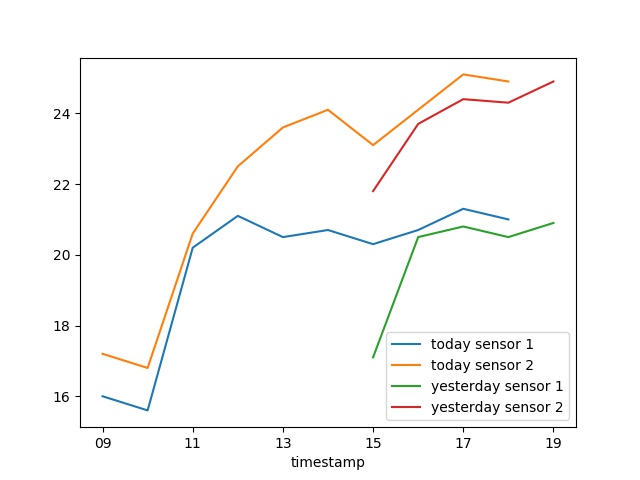 24
22
20
18
16
09 11 13 15 17 19
timestamp
today sensor 1
today sensor 2
yesterday sensor 1
yesterday sensor 2